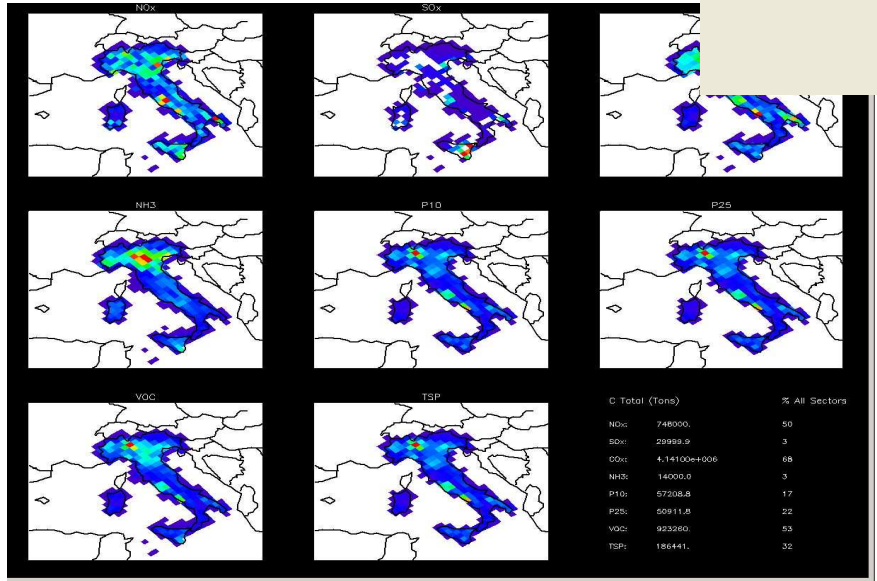 NOx
SOx
NH3
P10
P25
VOC
TSP
C Total (Tons) % All Sectors
NOx: 748000. 50
SOx: 29999.9 3
COx: 4.14100e+006 68
NH3: 14000.0 3
P10: 57208.8 17
P25: 50911.8 22
VOC: 923260. 53
TSP: 186441. 32